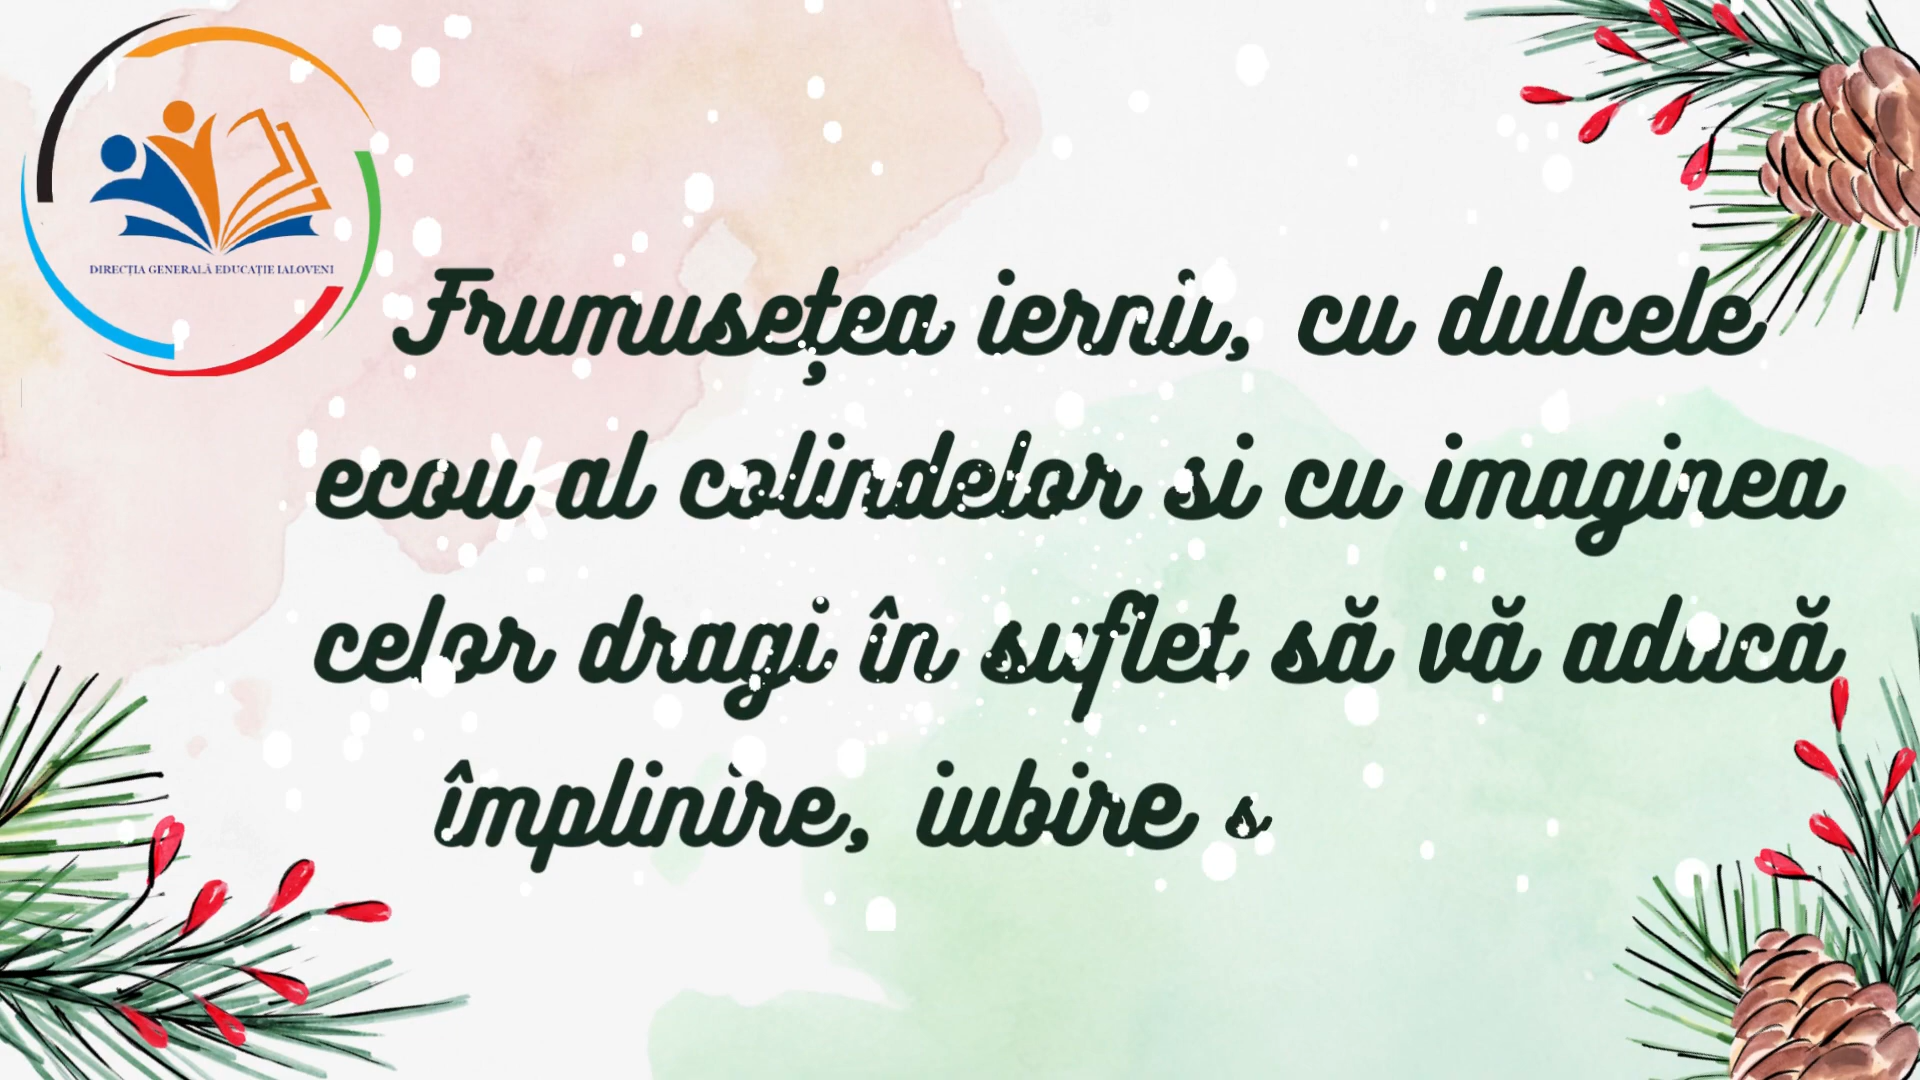 DIRECȚIA GENERALĂ EDUCAȚIE IALOVENI
Frumusețea iernii, cu dulcele
ecou al colindelor si cu imaginea
celor dragi în suflet să vă aducă
împlinire, iubire s